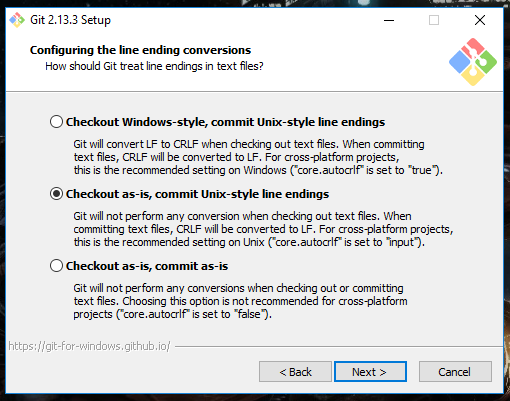 Git 2.13.3 Setup
Configuring the line ending conversions
How should Git treat line endings in text files?
Checkout Windows-style, commit Unix-style line endings
Git will convert LF to CRLF when checking out text files. When committing
text files, CRLF will be converted to LF. For cross-platform projects,
this is the recommended setting on Windows ("core.autocrlf" is set to "true").
Checkout as-is, commit Unix-style line endings
Git will not perform any conversion when checking out text files. When
committing text files, CRLF will be converted to LF. For cross-platform projects,
this is the recommended setting on Unix ("core.autocrlf" is set to "input").
Checkout as-is, commit as-is
Git will not perform any conversions when checking out or committing
text files. Choosing this option is not recommended for cross-platform
projects ("core.autocrlf" is set to "false").
https://git-for-windows.github.io/
< Back
Next >
Cancel